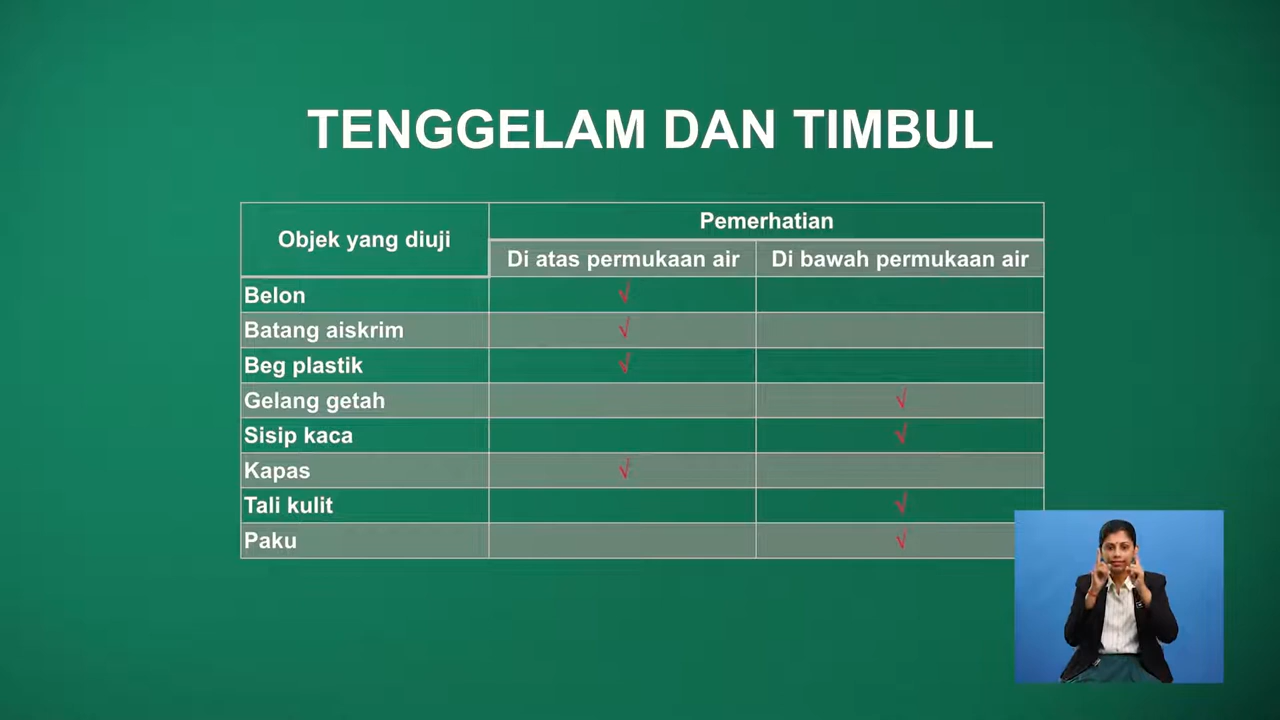 TENGGELAM DAN TIMBUL
Objek yang diuji
Pemerhatian
Di atas permukaan air
Di bawah permukaan air
Belon √
Batang aiskrim √
Beg plastik √
Gelang getah √
Sisip kaca √
Kapas √
Tali kulit √
Paku √